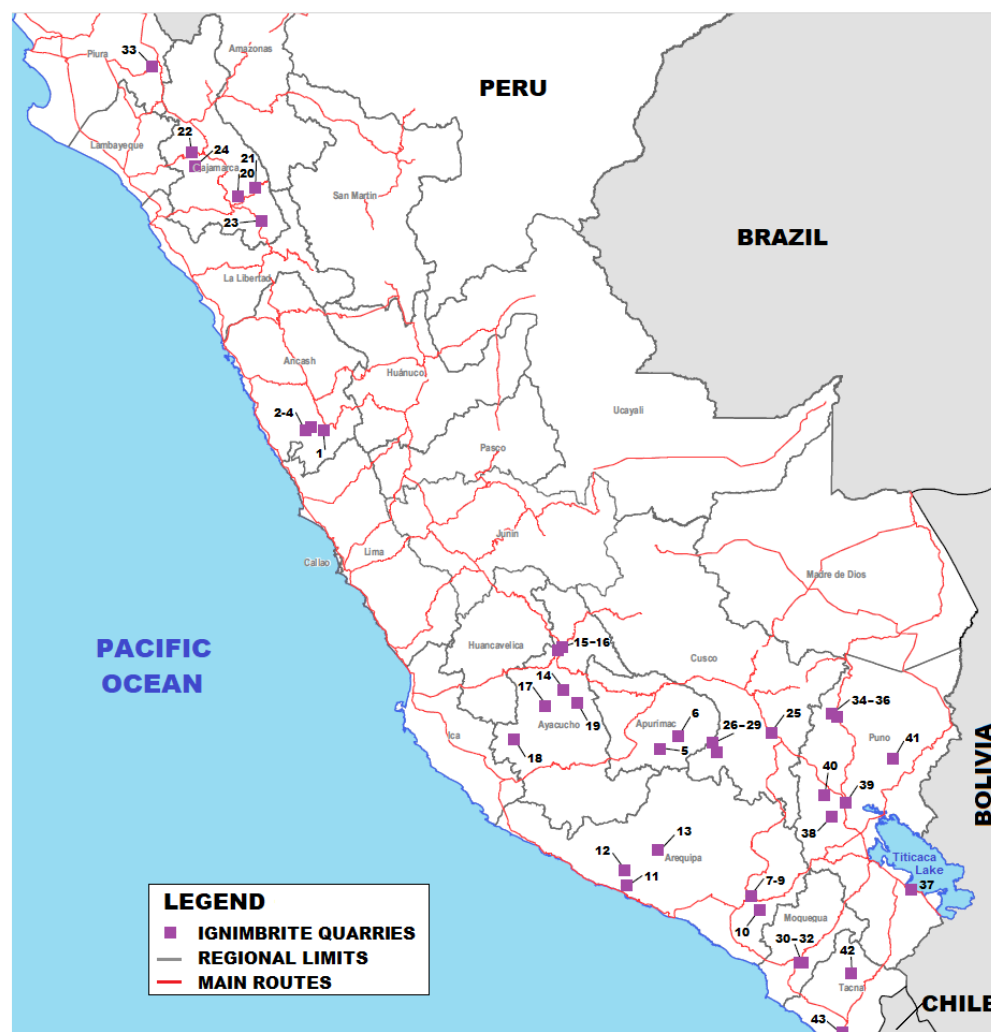 Piura
33
Amazonas
PERU
22
24
Lambayeque
21
Cajamarca
20
San Martin
23
BRAZIL
La Libertad
Ancash
Huánuco
Ucayali
2-4
1
Pasco
Junin
Lima
Callao
Madre de Dios
PACIFIC
OCEAN
Huancavelica
15-16
Cusco
14
17
Ayacucho
19
Apurimac
6
26-29
25
34-36
Ica
18
5
Puno
41
BOLIVIA
40
39
38
13
12
Arequipa
11
Titicaca
Lake
37
7-9
10
Moquegua
30-32
42
Tacna
43
CHILE
LEGEND
IGNIMBRITE QUARRIES
REGIONAL LIMITS
MAIN ROUTES